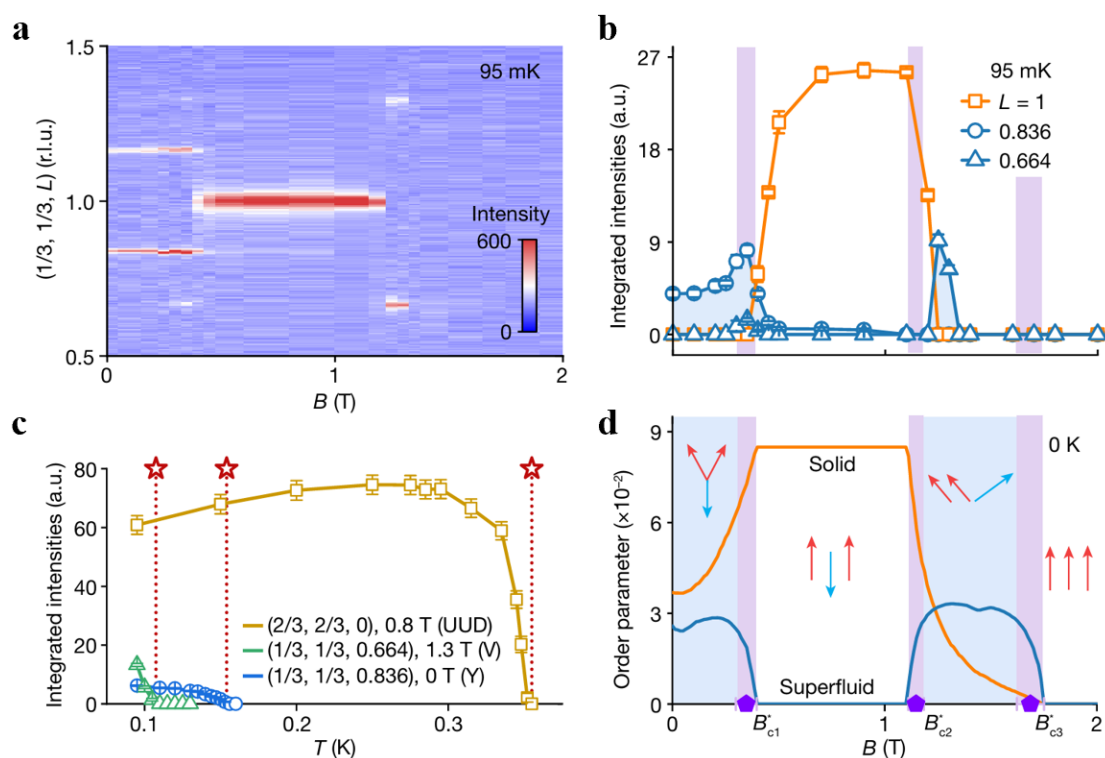 a
1.5
1.0
0.5
(1/3, 1/3, L) (r.l.u.)
95 mK
Intensity
600
0
0
1
2
B (T)
b
27
18
9
0
Integrated intensities (a.u.)
95 mK
L = 1
0.836
0.664
0
1
2
c
80
60
40
20
0
Integrated intensities (a.u.)
(2/3, 2/3, 0), 0.8 T (UUD)
(1/3, 1/3, 0.664), 1.3 T (V)
(1/3, 1/3, 0.836), 0 T (Y)
0.1
0.2
0.3
T (K)
d
9
6
3
0
Order parameter (×10⁻²)
0 K
Solid
Superfluid
0
B*c1
1
B*c2
B*c3
2
B (T)